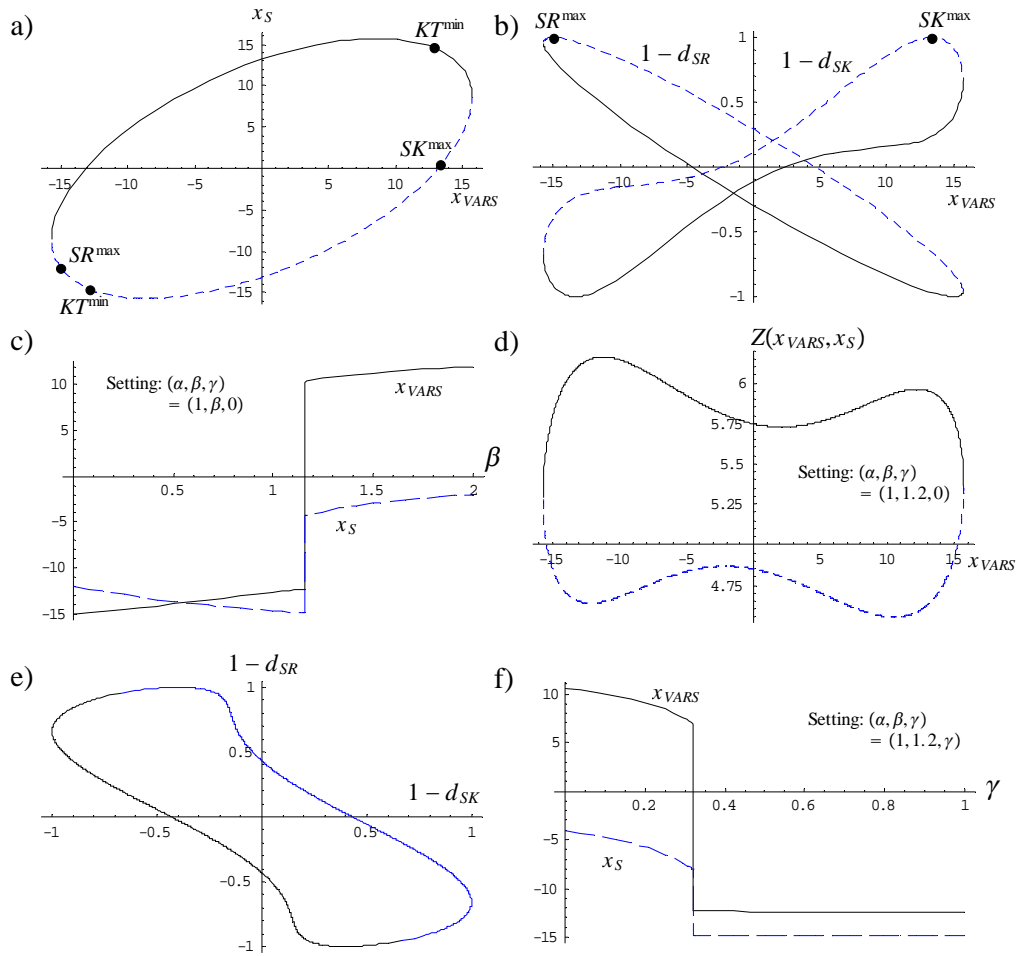 a)
x_S
KT^min
15
10
5
-15 -10 -5 5 10 15
-5
-10
-15
SK^max
x_VARS
SR^max
KT^min
b)
SR^max
SK^max
1 − d_SR
1 − d_SK
1
0.5
-15 -10 -5 5 10 15
-0.5
-1
x_VARS
c)
10
5
Setting: (α, β, γ)
= (1, β, 0)
x_VARS
β
0.5 1 1.5 2
-5
-10
-15
x_S
d)
Z(x_VARS, x_S)
6
5.75
5.5
5.25
4.75
Setting: (α, β, γ)
= (1, 1.2, 0)
-15 -10 -5 5 10 15
x_VARS
e)
1 − d_SR
1
0.5
1 − d_SK
-1 -0.5 0.5 1
-0.5
-1
f)
10
5
x_VARS
Setting: (α, β, γ)
= (1, 1.2, γ)
γ
0.2 0.4 0.6 0.8 1
-5
-10
-15
x_S